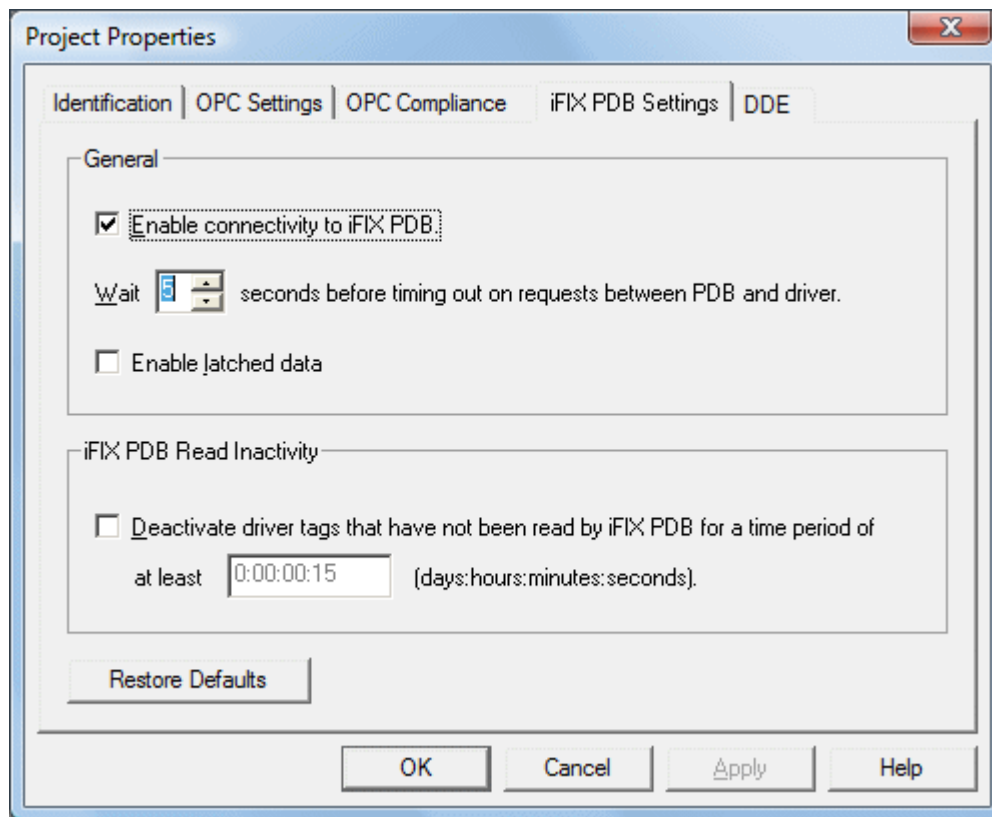 Project Properties
Identification OPC Settings OPC Compliance iFIX PDB Settings DDE
General
Enable connectivity to iFIX PDB.
Wait 5 seconds before timing out on requests between PDB and driver.
Enable latched data
iFIX PDB Read Inactivity
Deactivate driver tags that have not been read by iFIX PDB for a time period of
at least 0:00:00:15 (days:hours:minutes:seconds).
Restore Defaults
OK Cancel Apply Help